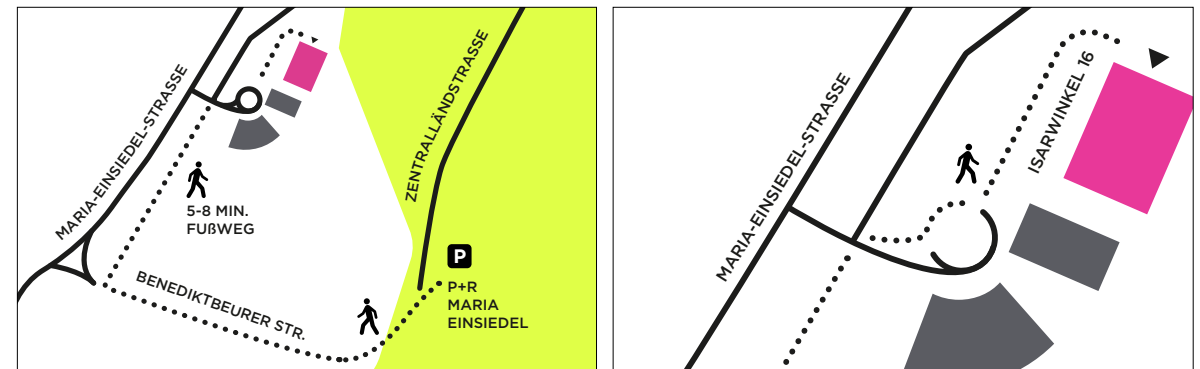 MARIA-EINSIEDEL-STRASSE
ZENTRALLÄNDSTRASSE
5-8 MIN.
FUßWEG
BENEDIKTBEURER STR.
P
P+R
MARIA
EINSIEDEL
MARIA-EINSIEDEL-STRASSE
ISARWINKEL 16